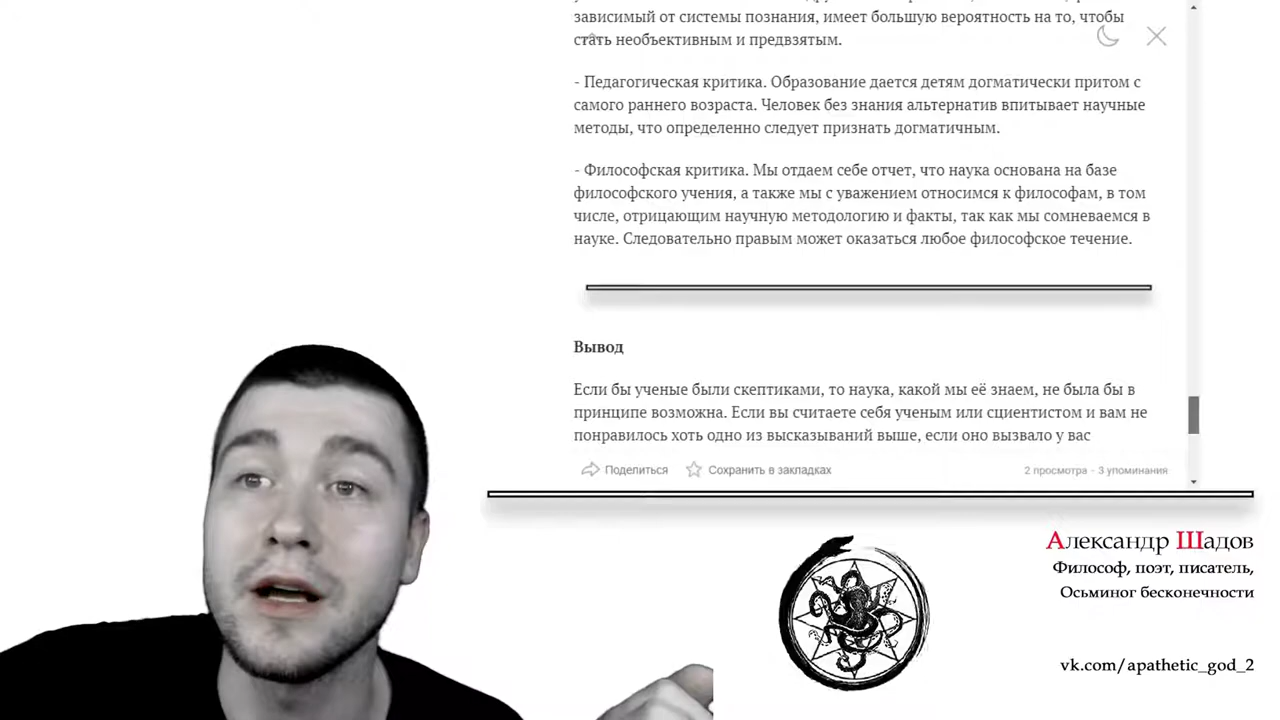 зависимый от системы познания, имеет большую вероятность на то, чтобы
стать необъективным и предвзятым.
- Педагогическая критика. Образование дается детям догматически притом с
самого раннего возраста. Человек без знания альтернатив впитывает научные
методы, что определенно следует признать догматичным.
- Философская критика. Мы отдаем себе отчет, что наука основана на базе
философского учения, а также мы с уважением относимся к философам, в том
числе, отрицающим научную методологию и факты, так как мы сомневаемся в
науке. Следовательно правым может оказаться любое философское течение.
Вывод
Если бы ученые были скептиками, то наука, какой мы её знаем, не была бы в
принципе возможна. Если вы считаете себя ученым или сциентистом и вам не
понравилось хоть одно из высказываний выше, если оно вызвало у вас
Поделиться Сохранить в закладках 2 просмотра · 3 упоминания
Александр Шадов
Философ, поэт, писатель,
Осьминог бесконечности
vk.com/apathetic_god_2